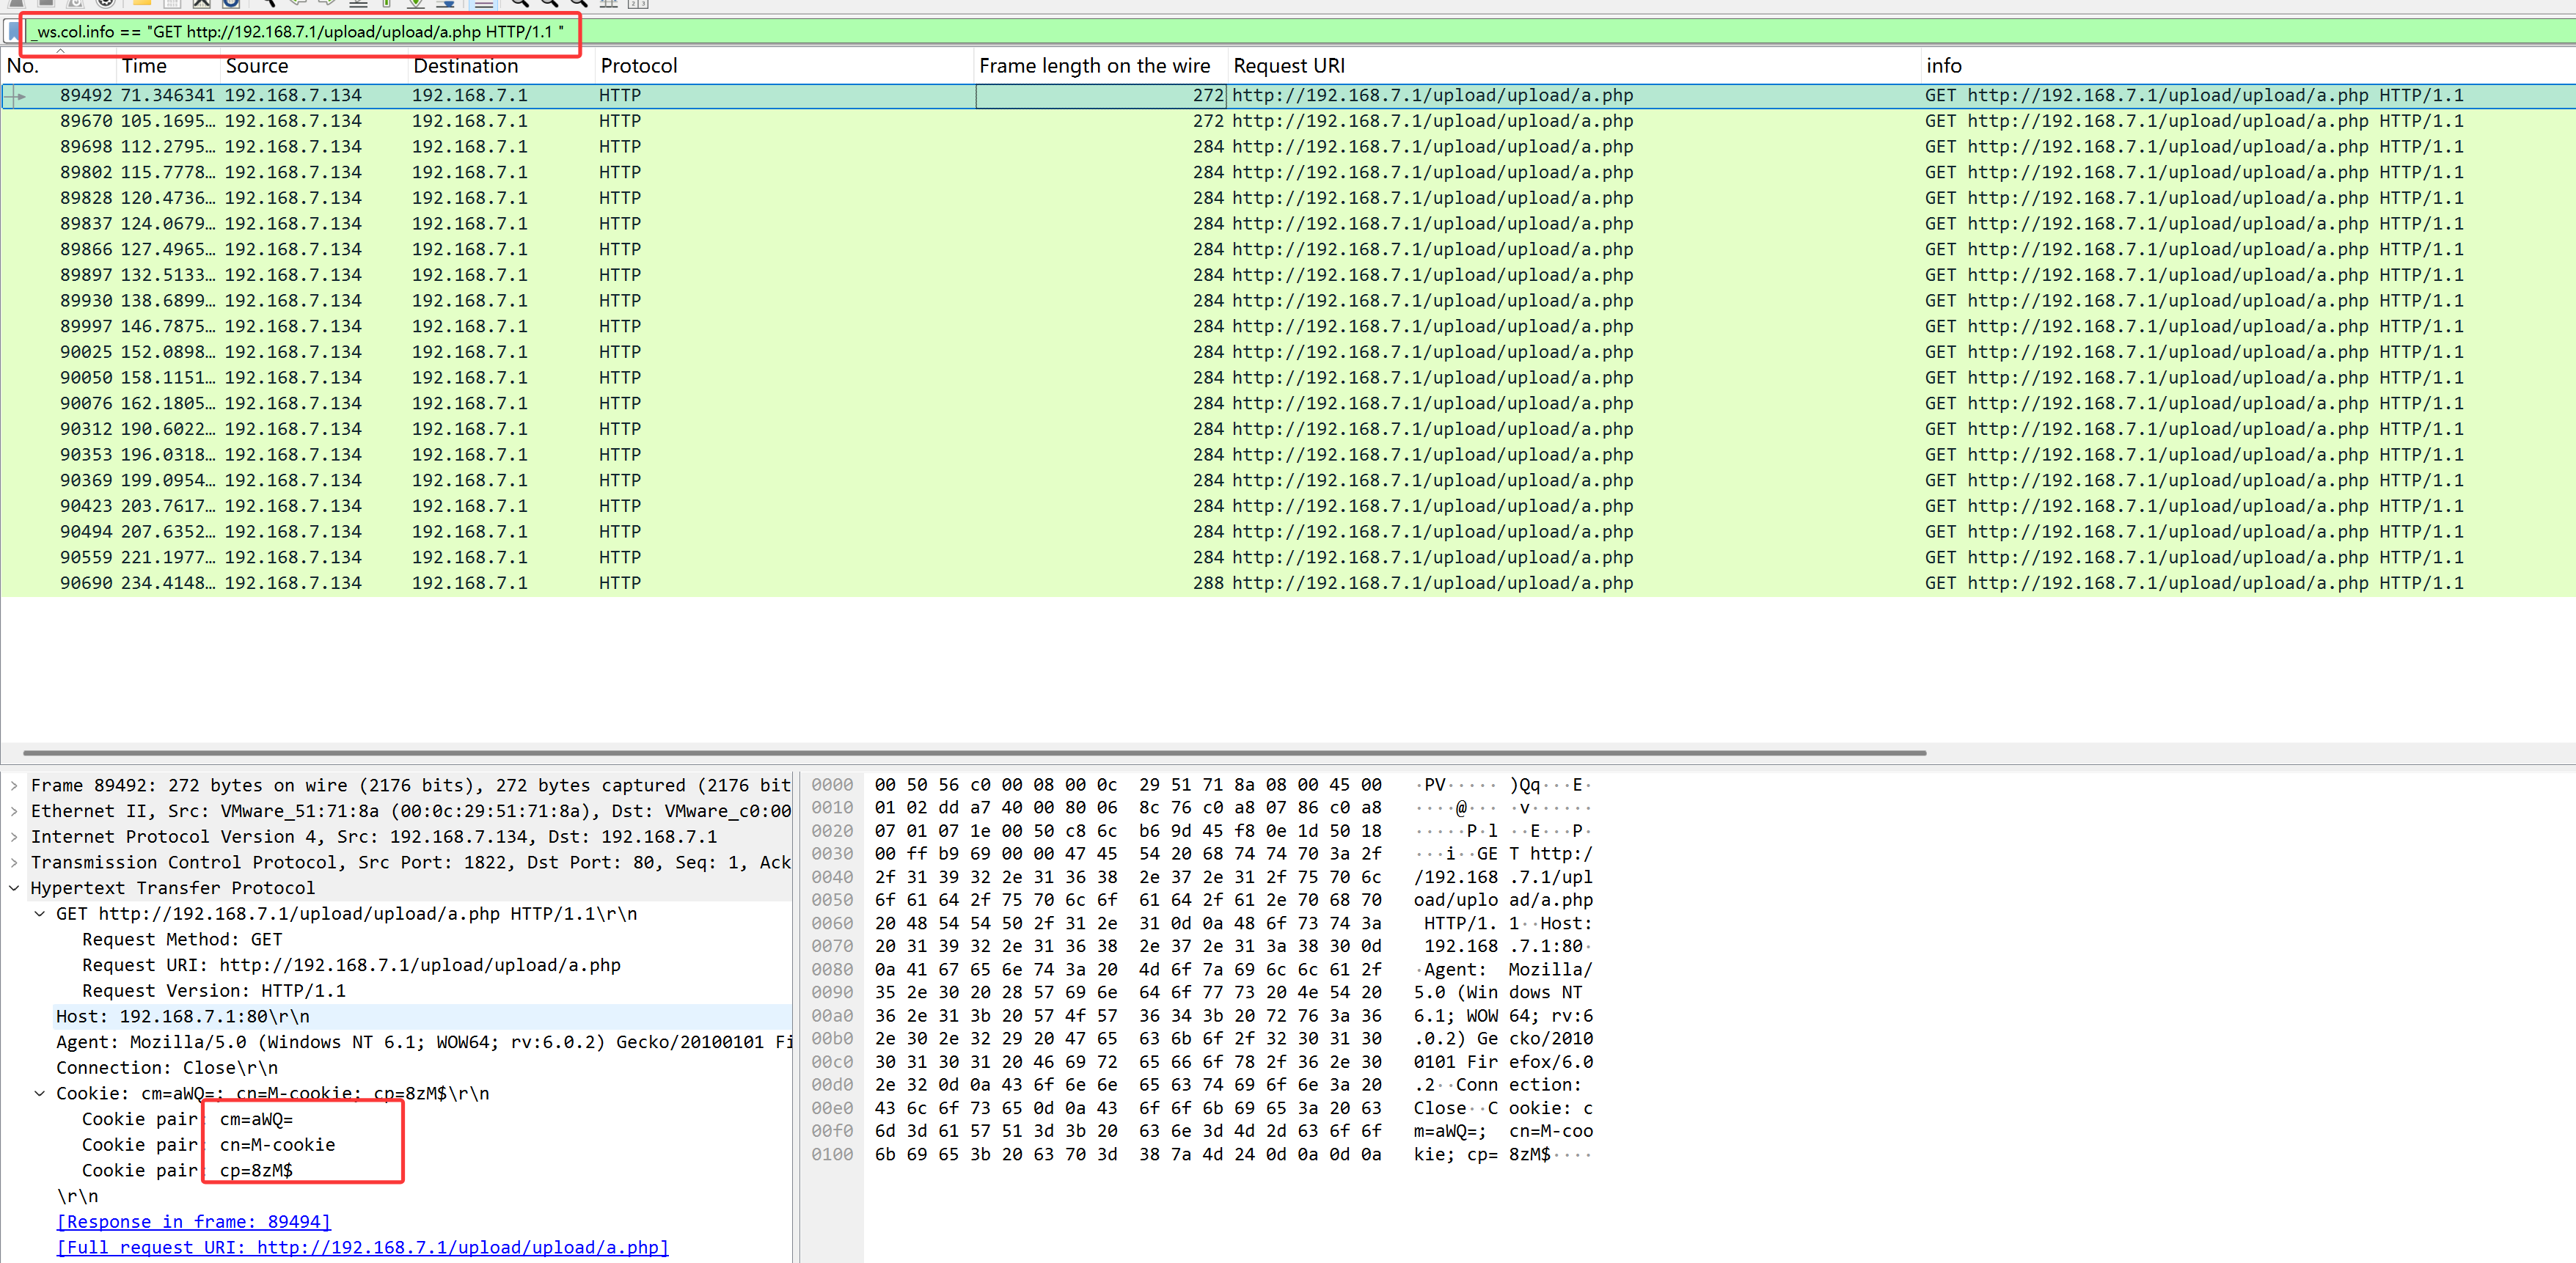 _ws.col.info == "GET http://192.168.7.1/upload/upload/a.php HTTP/1.1 "
No. Time Source Destination Protocol Frame length on the wire Request URI info
89492 71.346341 192.168.7.134 192.168.7.1 HTTP 272 http://192.168.7.1/upload/upload/a.php GET http://192.168.7.1/upload/upload/a.php HTTP/1.1
89670 105.1695… 192.168.7.134 192.168.7.1 HTTP 272 http://192.168.7.1/upload/upload/a.php GET http://192.168.7.1/upload/upload/a.php HTTP/1.1
89698 112.2795… 192.168.7.134 192.168.7.1 HTTP 284 http://192.168.7.1/upload/upload/a.php GET http://192.168.7.1/upload/upload/a.php HTTP/1.1
89802 115.7778… 192.168.7.134 192.168.7.1 HTTP 284 http://192.168.7.1/upload/upload/a.php GET http://192.168.7.1/upload/upload/a.php HTTP/1.1
89828 120.4736… 192.168.7.134 192.168.7.1 HTTP 284 http://192.168.7.1/upload/upload/a.php GET http://192.168.7.1/upload/upload/a.php HTTP/1.1
89837 124.0679… 192.168.7.134 192.168.7.1 HTTP 284 http://192.168.7.1/upload/upload/a.php GET http://192.168.7.1/upload/upload/a.php HTTP/1.1
89866 127.4965… 192.168.7.134 192.168.7.1 HTTP 284 http://192.168.7.1/upload/upload/a.php GET http://192.168.7.1/upload/upload/a.php HTTP/1.1
89897 132.5133… 192.168.7.134 192.168.7.1 HTTP 284 http://192.168.7.1/upload/upload/a.php GET http://192.168.7.1/upload/upload/a.php HTTP/1.1
89930 138.6899… 192.168.7.134 192.168.7.1 HTTP 284 http://192.168.7.1/upload/upload/a.php GET http://192.168.7.1/upload/upload/a.php HTTP/1.1
89997 146.7875… 192.168.7.134 192.168.7.1 HTTP 284 http://192.168.7.1/upload/upload/a.php GET http://192.168.7.1/upload/upload/a.php HTTP/1.1
90025 152.0898… 192.168.7.134 192.168.7.1 HTTP 284 http://192.168.7.1/upload/upload/a.php GET http://192.168.7.1/upload/upload/a.php HTTP/1.1
90050 158.1151… 192.168.7.134 192.168.7.1 HTTP 284 http://192.168.7.1/upload/upload/a.php GET http://192.168.7.1/upload/upload/a.php HTTP/1.1
90076 162.1805… 192.168.7.134 192.168.7.1 HTTP 284 http://192.168.7.1/upload/upload/a.php GET http://192.168.7.1/upload/upload/a.php HTTP/1.1
90312 190.6022… 192.168.7.134 192.168.7.1 HTTP 284 http://192.168.7.1/upload/upload/a.php GET http://192.168.7.1/upload/upload/a.php HTTP/1.1
90353 196.0318… 192.168.7.134 192.168.7.1 HTTP 284 http://192.168.7.1/upload/upload/a.php GET http://192.168.7.1/upload/upload/a.php HTTP/1.1
90369 199.0954… 192.168.7.134 192.168.7.1 HTTP 284 http://192.168.7.1/upload/upload/a.php GET http://192.168.7.1/upload/upload/a.php HTTP/1.1
90423 203.7617… 192.168.7.134 192.168.7.1 HTTP 284 http://192.168.7.1/upload/upload/a.php GET http://192.168.7.1/upload/upload/a.php HTTP/1.1
90494 207.6352… 192.168.7.134 192.168.7.1 HTTP 284 http://192.168.7.1/upload/upload/a.php GET http://192.168.7.1/upload/upload/a.php HTTP/1.1
90559 221.1977… 192.168.7.134 192.168.7.1 HTTP 284 http://192.168.7.1/upload/upload/a.php GET http://192.168.7.1/upload/upload/a.php HTTP/1.1
90690 234.4148… 192.168.7.134 192.168.7.1 HTTP 288 http://192.168.7.1/upload/upload/a.php GET http://192.168.7.1/upload/upload/a.php HTTP/1.1
Frame 89492: 272 bytes on wire (2176 bits), 272 bytes captured (2176 bit
Ethernet II, Src: VMware_51:71:8a (00:0c:29:51:71:8a), Dst: VMware_c0:00
Internet Protocol Version 4, Src: 192.168.7.134, Dst: 192.168.7.1
Transmission Control Protocol, Src Port: 1822, Dst Port: 80, Seq: 1, Ack
Hypertext Transfer Protocol
GET http://192.168.7.1/upload/upload/a.php HTTP/1.1\r\n
Request Method: GET
Request URI: http://192.168.7.1/upload/upload/a.php
Request Version: HTTP/1.1
Host: 192.168.7.1:80\r\n
Agent: Mozilla/5.0 (Windows NT 6.1; WOW64; rv:6.0.2) Gecko/20100101 Fi
Connection: Close\r\n
Cookie: cm=aWQ=; cn=M-cookie; cp=8zM$\r\n
Cookie pair: cm=aWQ=
Cookie pair: cn=M-cookie
Cookie pair: cp=8zM$
\r\n
[Response in frame: 89494]
[Full request URI: http://192.168.7.1/upload/upload/a.php]
0000 00 50 56 c0 00 08 00 0c 29 51 71 8a 08 00 45 00 ·PV····· )Qq···E·
0010 01 02 dd a7 40 00 80 06 8c 76 c0 a8 07 86 c0 a8 ····@··· ·v······
0020 07 01 07 1e 00 50 c8 6c b6 9d 45 f8 0e 1d 50 18 ·····P·l ··E···P·
0030 00 ff b9 69 00 00 47 45 54 20 68 74 74 70 3a 2f ···i··GE T http:/
0040 2f 31 39 32 2e 31 36 38 2e 37 2e 31 2f 75 70 6c /192.168 .7.1/upl
0050 6f 61 64 2f 75 70 6c 6f 61 64 2f 61 2e 70 68 70 oad/uplo ad/a.php
0060 20 48 54 54 50 2f 31 2e 31 0d 0a 48 6f 73 74 3a HTTP/1. 1··Host:
0070 20 31 39 32 2e 31 36 38 2e 37 2e 31 3a 38 30 0d 192.168 .7.1:80·
0080 0a 41 67 65 6e 74 3a 20 4d 6f 7a 69 6c 6c 61 2f ·Agent: Mozilla/
0090 35 2e 30 20 28 57 69 6e 64 6f 77 73 20 4e 54 20 5.0 (Win dows NT
00a0 36 2e 31 3b 20 57 4f 57 36 34 3b 20 72 76 3a 36 6.1; WOW 64; rv:6
00b0 2e 30 2e 32 29 20 47 65 63 6b 6f 2f 32 30 31 30 .0.2) Ge cko/2010
00c0 30 31 30 31 20 46 69 72 65 66 6f 78 2f 36 2e 30 0101 Fir efox/6.0
00d0 2e 32 0d 0a 43 6f 6e 6e 65 63 74 69 6f 6e 3a 20 .2··Conn ection:
00e0 43 6c 6f 73 65 0d 0a 43 6f 6f 6b 69 65 3a 20 63 Close··C ookie: c
00f0 6d 3d 61 57 51 3d 3b 20 63 6e 3d 4d 2d 63 6f 6f m=aWQ=; cn=M-coo
0100 6b 69 65 3b 20 63 70 3d 38 7a 4d 24 0d 0a 0d 0a kie; cp= 8zM$····